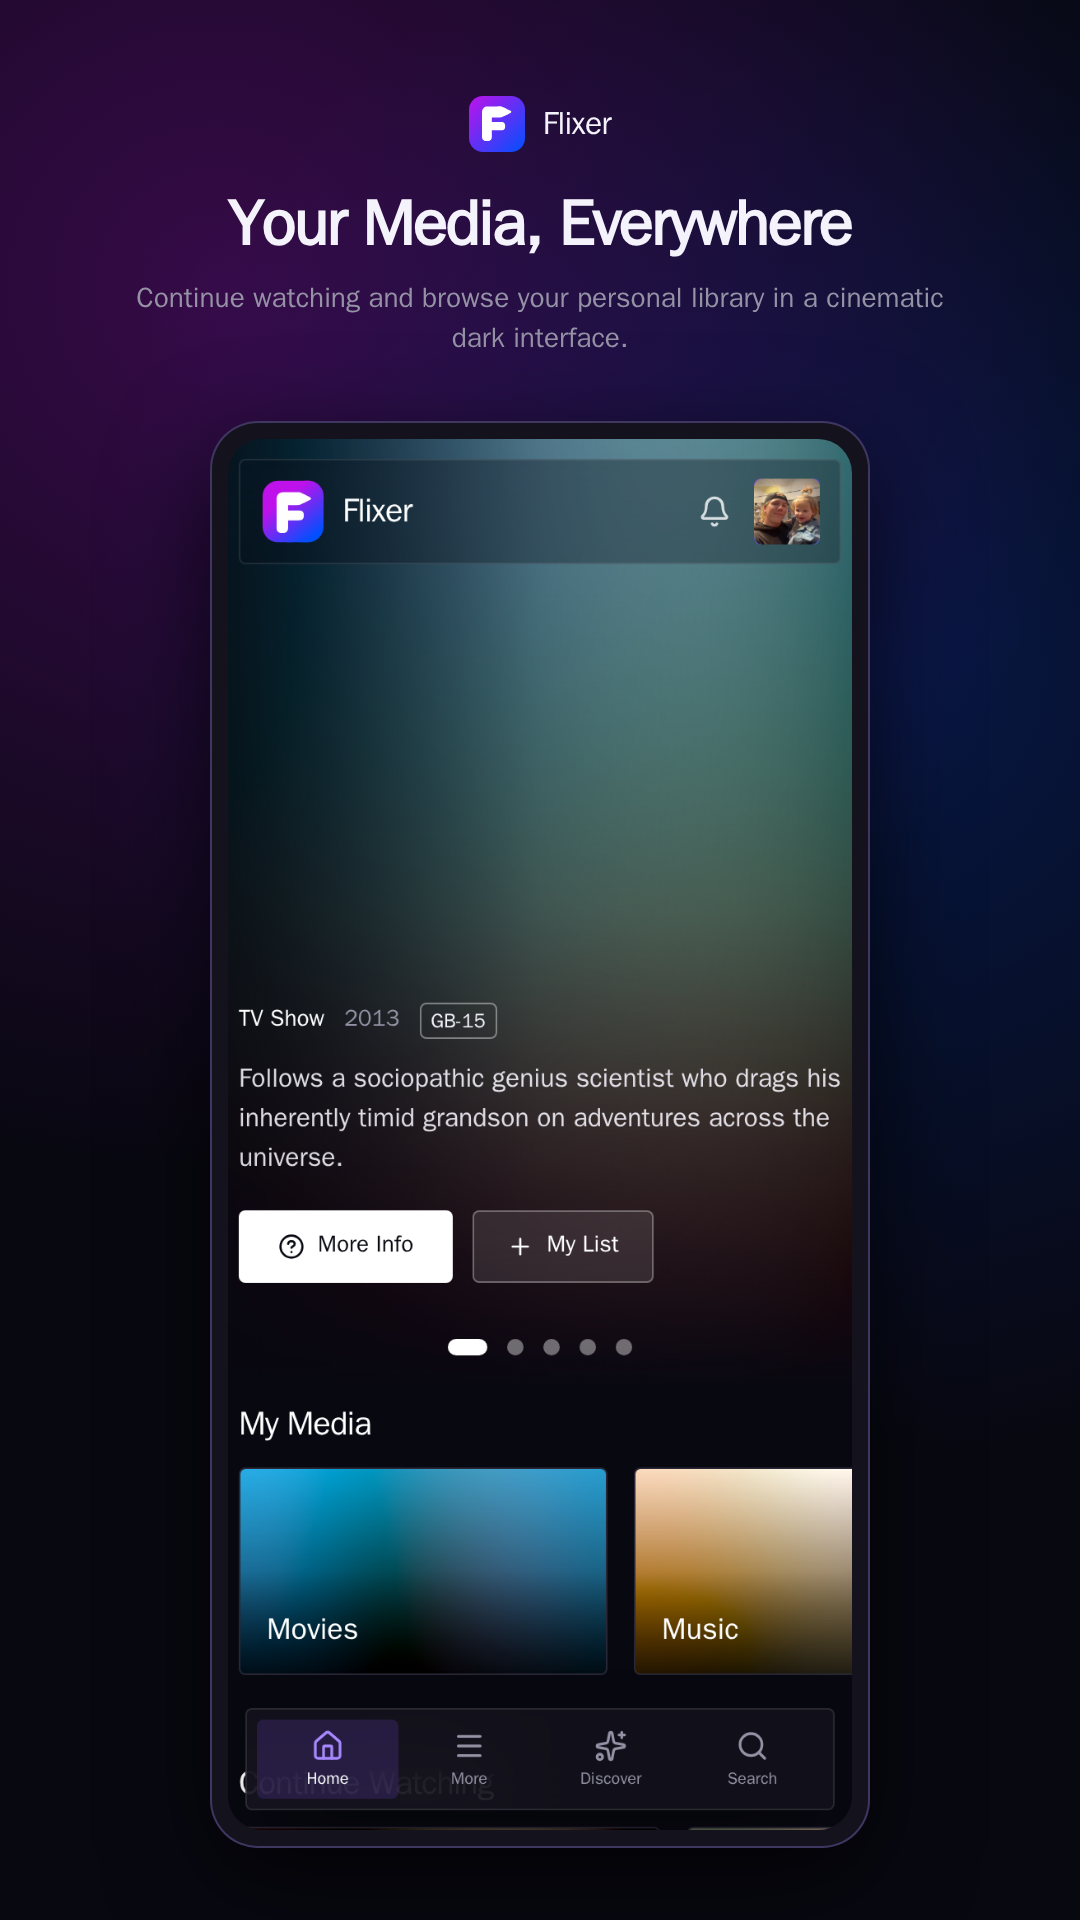 Flixer
Your Media, Everywhere
Continue watching and browse your personal library in a cinematic
dark interface.
Flixer
TV Show 2013 GB-15
Follows a sociopathic genius scientist who drags his
inherently timid grandson on adventures across the
universe.
More Info My List
My Media
Movies Music
Continue Watching
Home More Discover Search